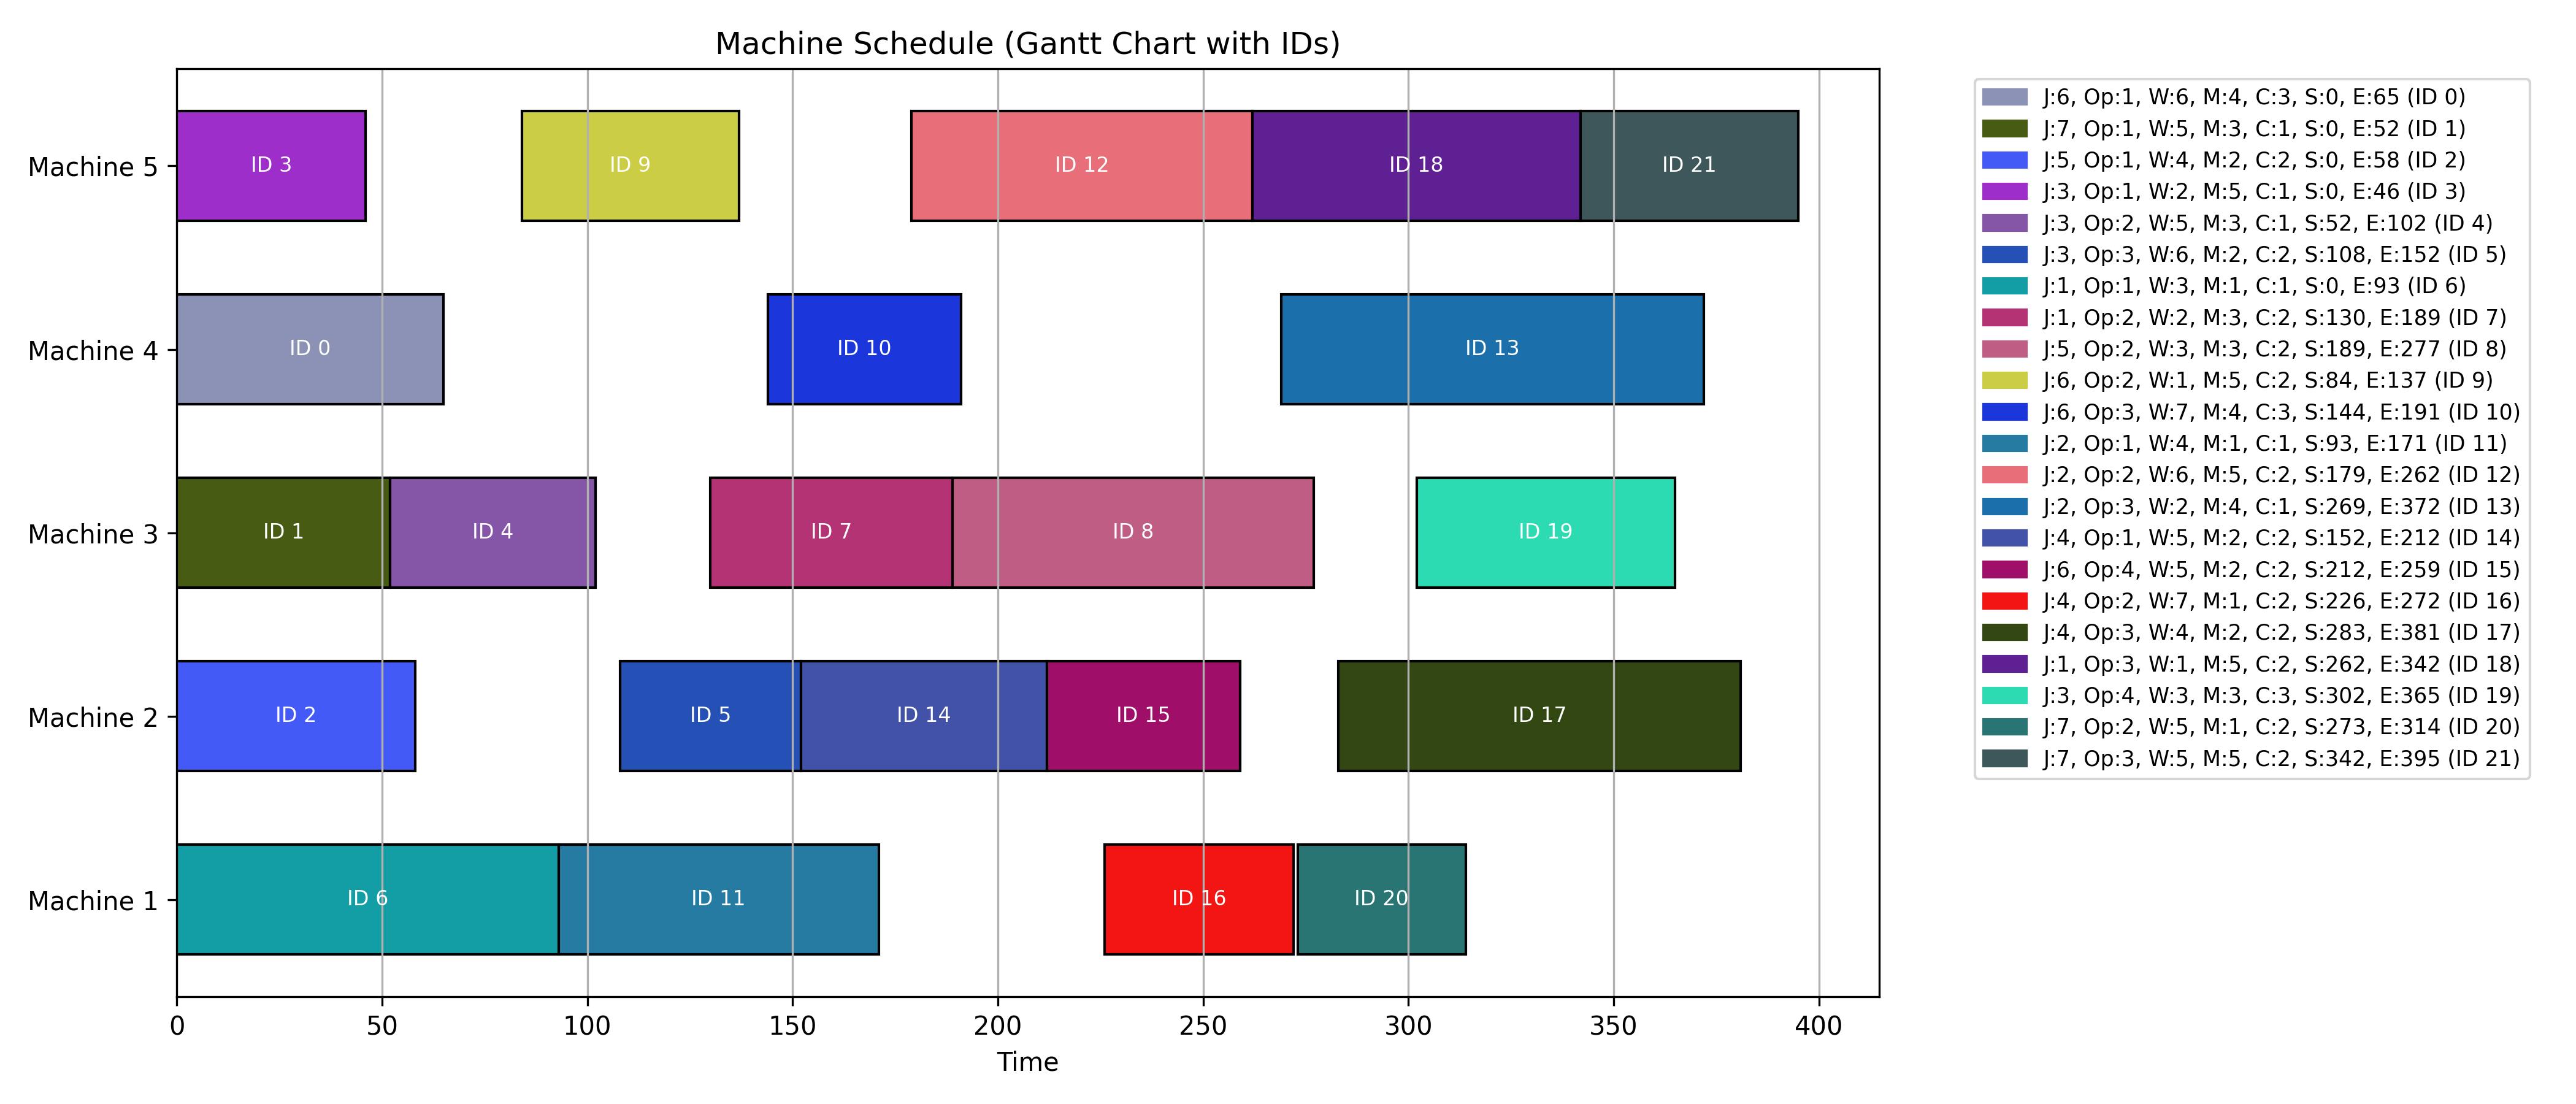 Machine Schedule (Gantt Chart with IDs)
Machine 5
ID 3
ID 9
ID 12
ID 18
ID 21
Machine 4
ID 0
ID 10
ID 13
Machine 3
ID 1
ID 4
ID 7
ID 8
ID 19
Machine 2
ID 2
ID 5
ID 14
ID 15
ID 17
Machine 1
ID 6
ID 11
ID 16
ID 20
0 50 100 150 200 250 300 350 400
Time
J:6, Op:1, W:6, M:4, C:3, S:0, E:65 (ID 0)
J:7, Op:1, W:5, M:3, C:1, S:0, E:52 (ID 1)
J:5, Op:1, W:4, M:2, C:2, S:0, E:58 (ID 2)
J:3, Op:1, W:2, M:5, C:1, S:0, E:46 (ID 3)
J:3, Op:2, W:5, M:3, C:1, S:52, E:102 (ID 4)
J:3, Op:3, W:6, M:2, C:2, S:108, E:152 (ID 5)
J:1, Op:1, W:3, M:1, C:1, S:0, E:93 (ID 6)
J:1, Op:2, W:2, M:3, C:2, S:130, E:189 (ID 7)
J:5, Op:2, W:3, M:3, C:2, S:189, E:277 (ID 8)
J:6, Op:2, W:1, M:5, C:2, S:84, E:137 (ID 9)
J:6, Op:3, W:7, M:4, C:3, S:144, E:191 (ID 10)
J:2, Op:1, W:4, M:1, C:1, S:93, E:171 (ID 11)
J:2, Op:2, W:6, M:5, C:2, S:179, E:262 (ID 12)
J:2, Op:3, W:2, M:4, C:1, S:269, E:372 (ID 13)
J:4, Op:1, W:5, M:2, C:2, S:152, E:212 (ID 14)
J:6, Op:4, W:5, M:2, C:2, S:212, E:259 (ID 15)
J:4, Op:2, W:7, M:1, C:2, S:226, E:272 (ID 16)
J:4, Op:3, W:4, M:2, C:2, S:283, E:381 (ID 17)
J:1, Op:3, W:1, M:5, C:2, S:262, E:342 (ID 18)
J:3, Op:4, W:3, M:3, C:3, S:302, E:365 (ID 19)
J:7, Op:2, W:5, M:1, C:2, S:273, E:314 (ID 20)
J:7, Op:3, W:5, M:5, C:2, S:342, E:395 (ID 21)